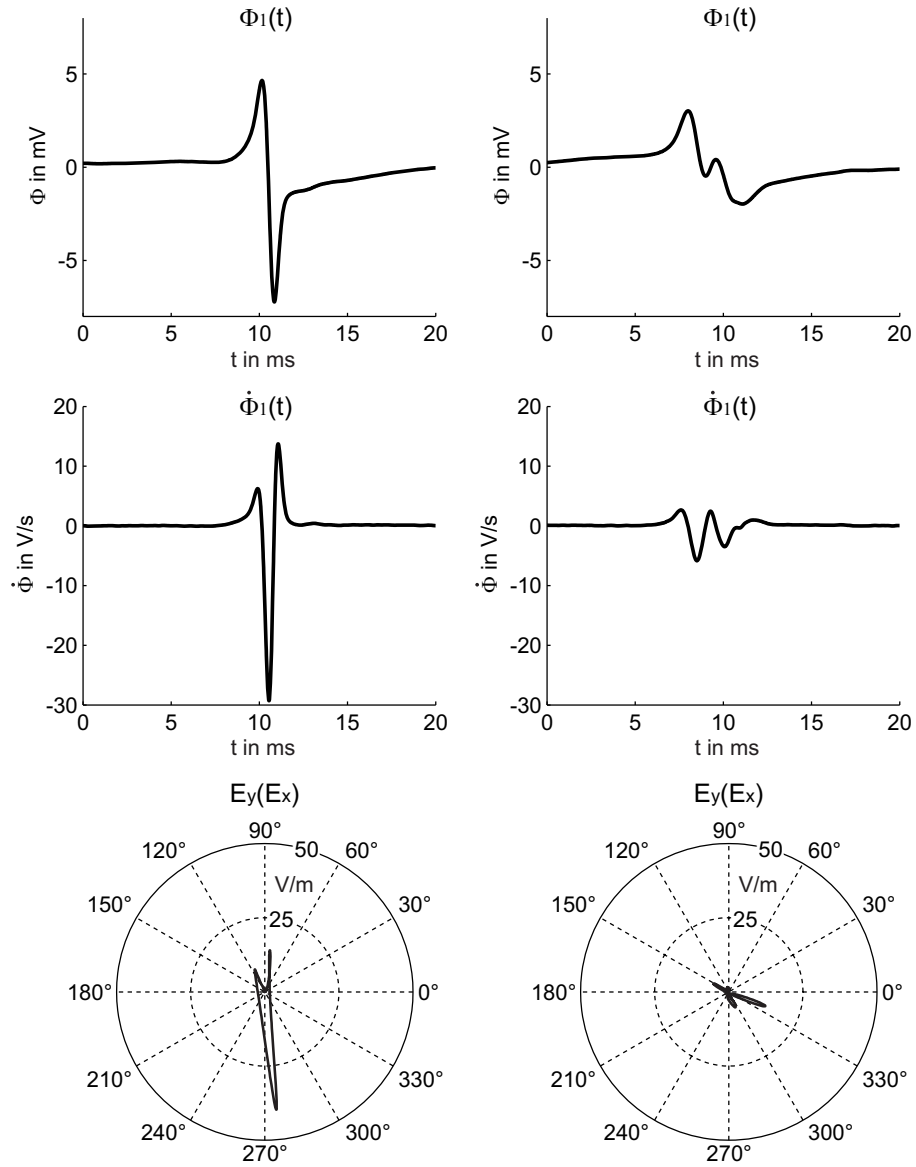 Φ1(t)
Φ in mV
5
0
-5
0 5 10 15 20
t in ms
Φ1(t)
Φ in mV
5
0
-5
0 5 10 15 20
t in ms
Φ̇1(t)
Φ̇ in V/s
20
10
0
-10
-20
-30
0 5 10 15 20
t in ms
Φ̇1(t)
Φ̇ in V/s
20
10
0
-10
-20
-30
0 5 10 15 20
t in ms
Ey(Ex)
90°
120° 50 60°
V/m
150° 25 30°
180° 0°
210° 330°
240° 300°
270°
Ey(Ex)
90°
120° 50 60°
V/m
150° 25 30°
180° 0°
210° 330°
240° 300°
270°